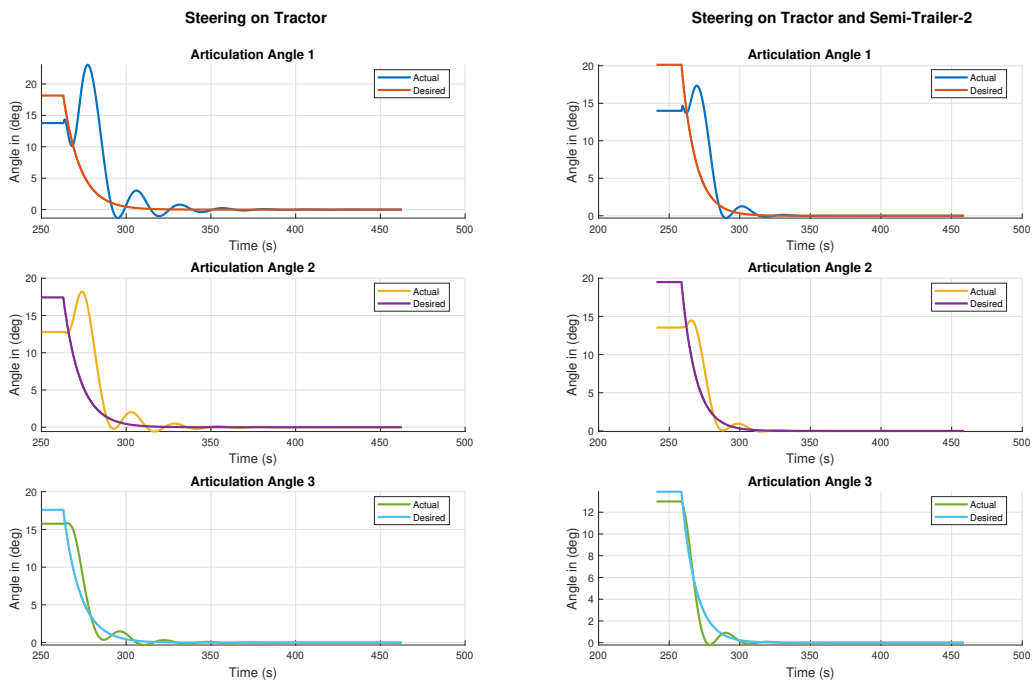 Steering on Tractor
Steering on Tractor and Semi-Trailer-2
Articulation Angle 1
Angle in (deg)
20
15
10
5
0
Actual
Desired
250 300 350 400 450 500
Time (s)
Articulation Angle 1
Angle in (deg)
20
15
10
5
0
Actual
Desired
200 250 300 350 400 450 500
Time (s)
Articulation Angle 2
Angle in (deg)
20
15
10
5
0
Actual
Desired
250 300 350 400 450 500
Time (s)
Articulation Angle 2
Angle in (deg)
20
15
10
5
0
Actual
Desired
200 250 300 350 400 450 500
Time (s)
Articulation Angle 3
Angle in (deg)
20
15
10
5
0
Actual
Desired
250 300 350 400 450 500
Time (s)
Articulation Angle 3
Angle in (deg)
12
10
8
6
4
2
0
Actual
Desired
200 250 300 350 400 450 500
Time (s)